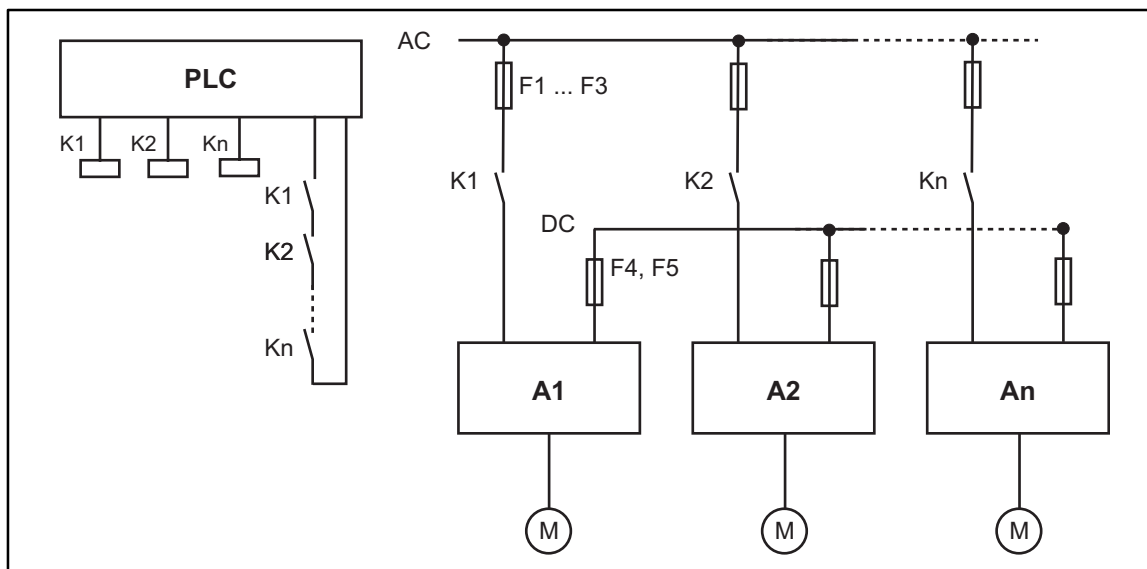 PLC
K1 K2 Kn
K1
K2
Kn
AC
F1 ... F3
K1 K2 Kn
DC
F4, F5
A1 A2 An
M M M